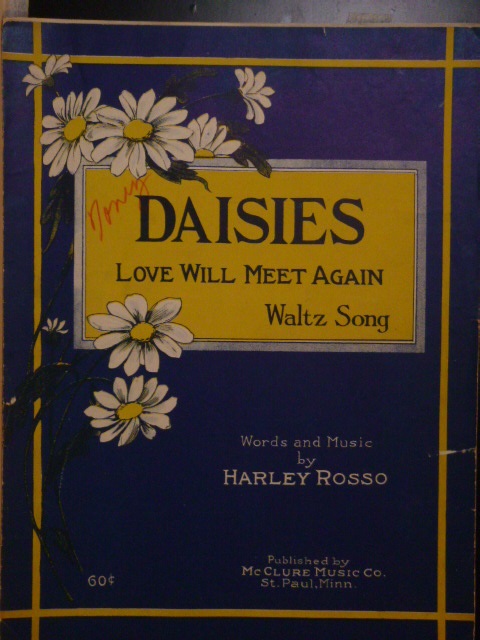 DAISIES
LOVE WILL MEET AGAIN
Waltz Song
Words and Music
by
HARLEY ROSSO
Published by
MCCLURE MUSIC CO.
St. Paul, Minn.
60¢